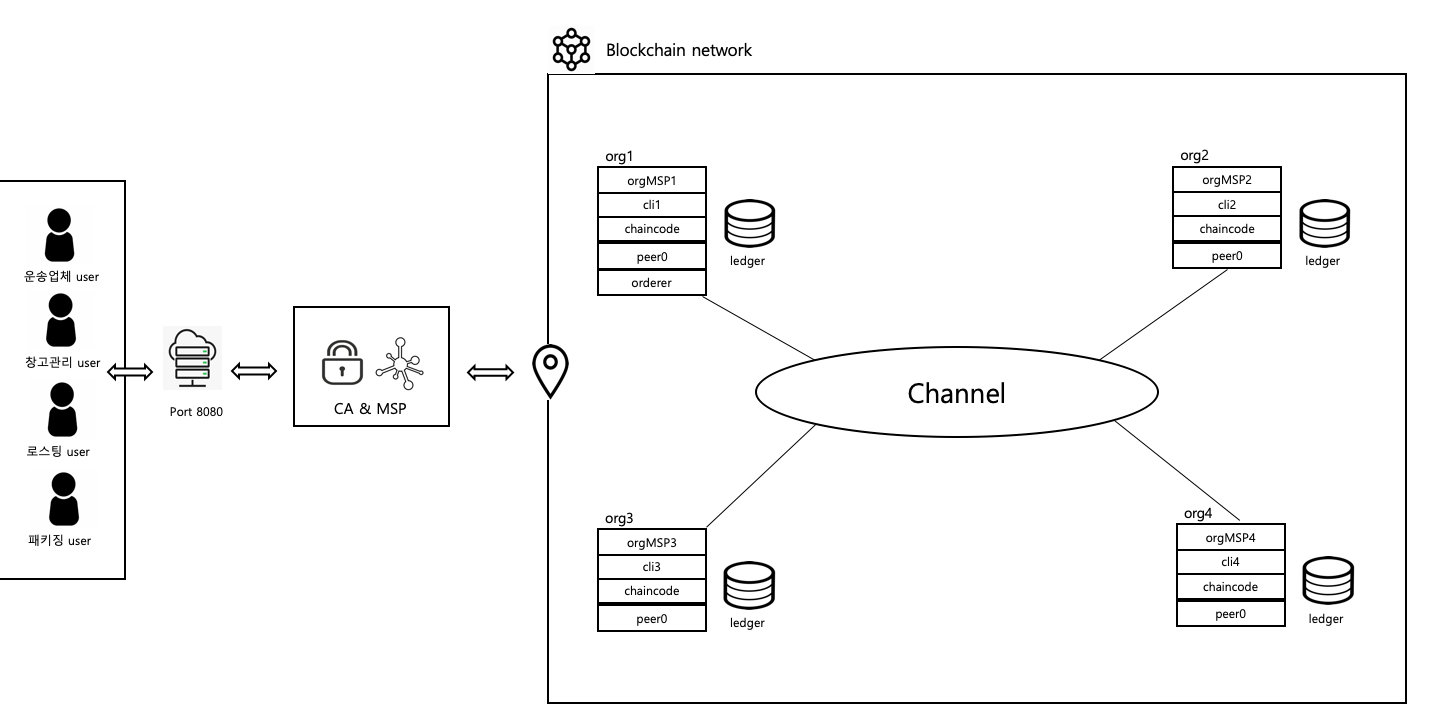 Blockchain network
운송업체 user
창고관리 user
로스팅 user
패키징 user
Port 8080
CA & MSP
org1
orgMSP1
cli1
chaincode
peer0
orderer
ledger
org2
orgMSP2
cli2
chaincode
peer0
ledger
Channel
org3
orgMSP3
cli3
chaincode
peer0
ledger
org4
orgMSP4
cli4
chaincode
peer0
ledger